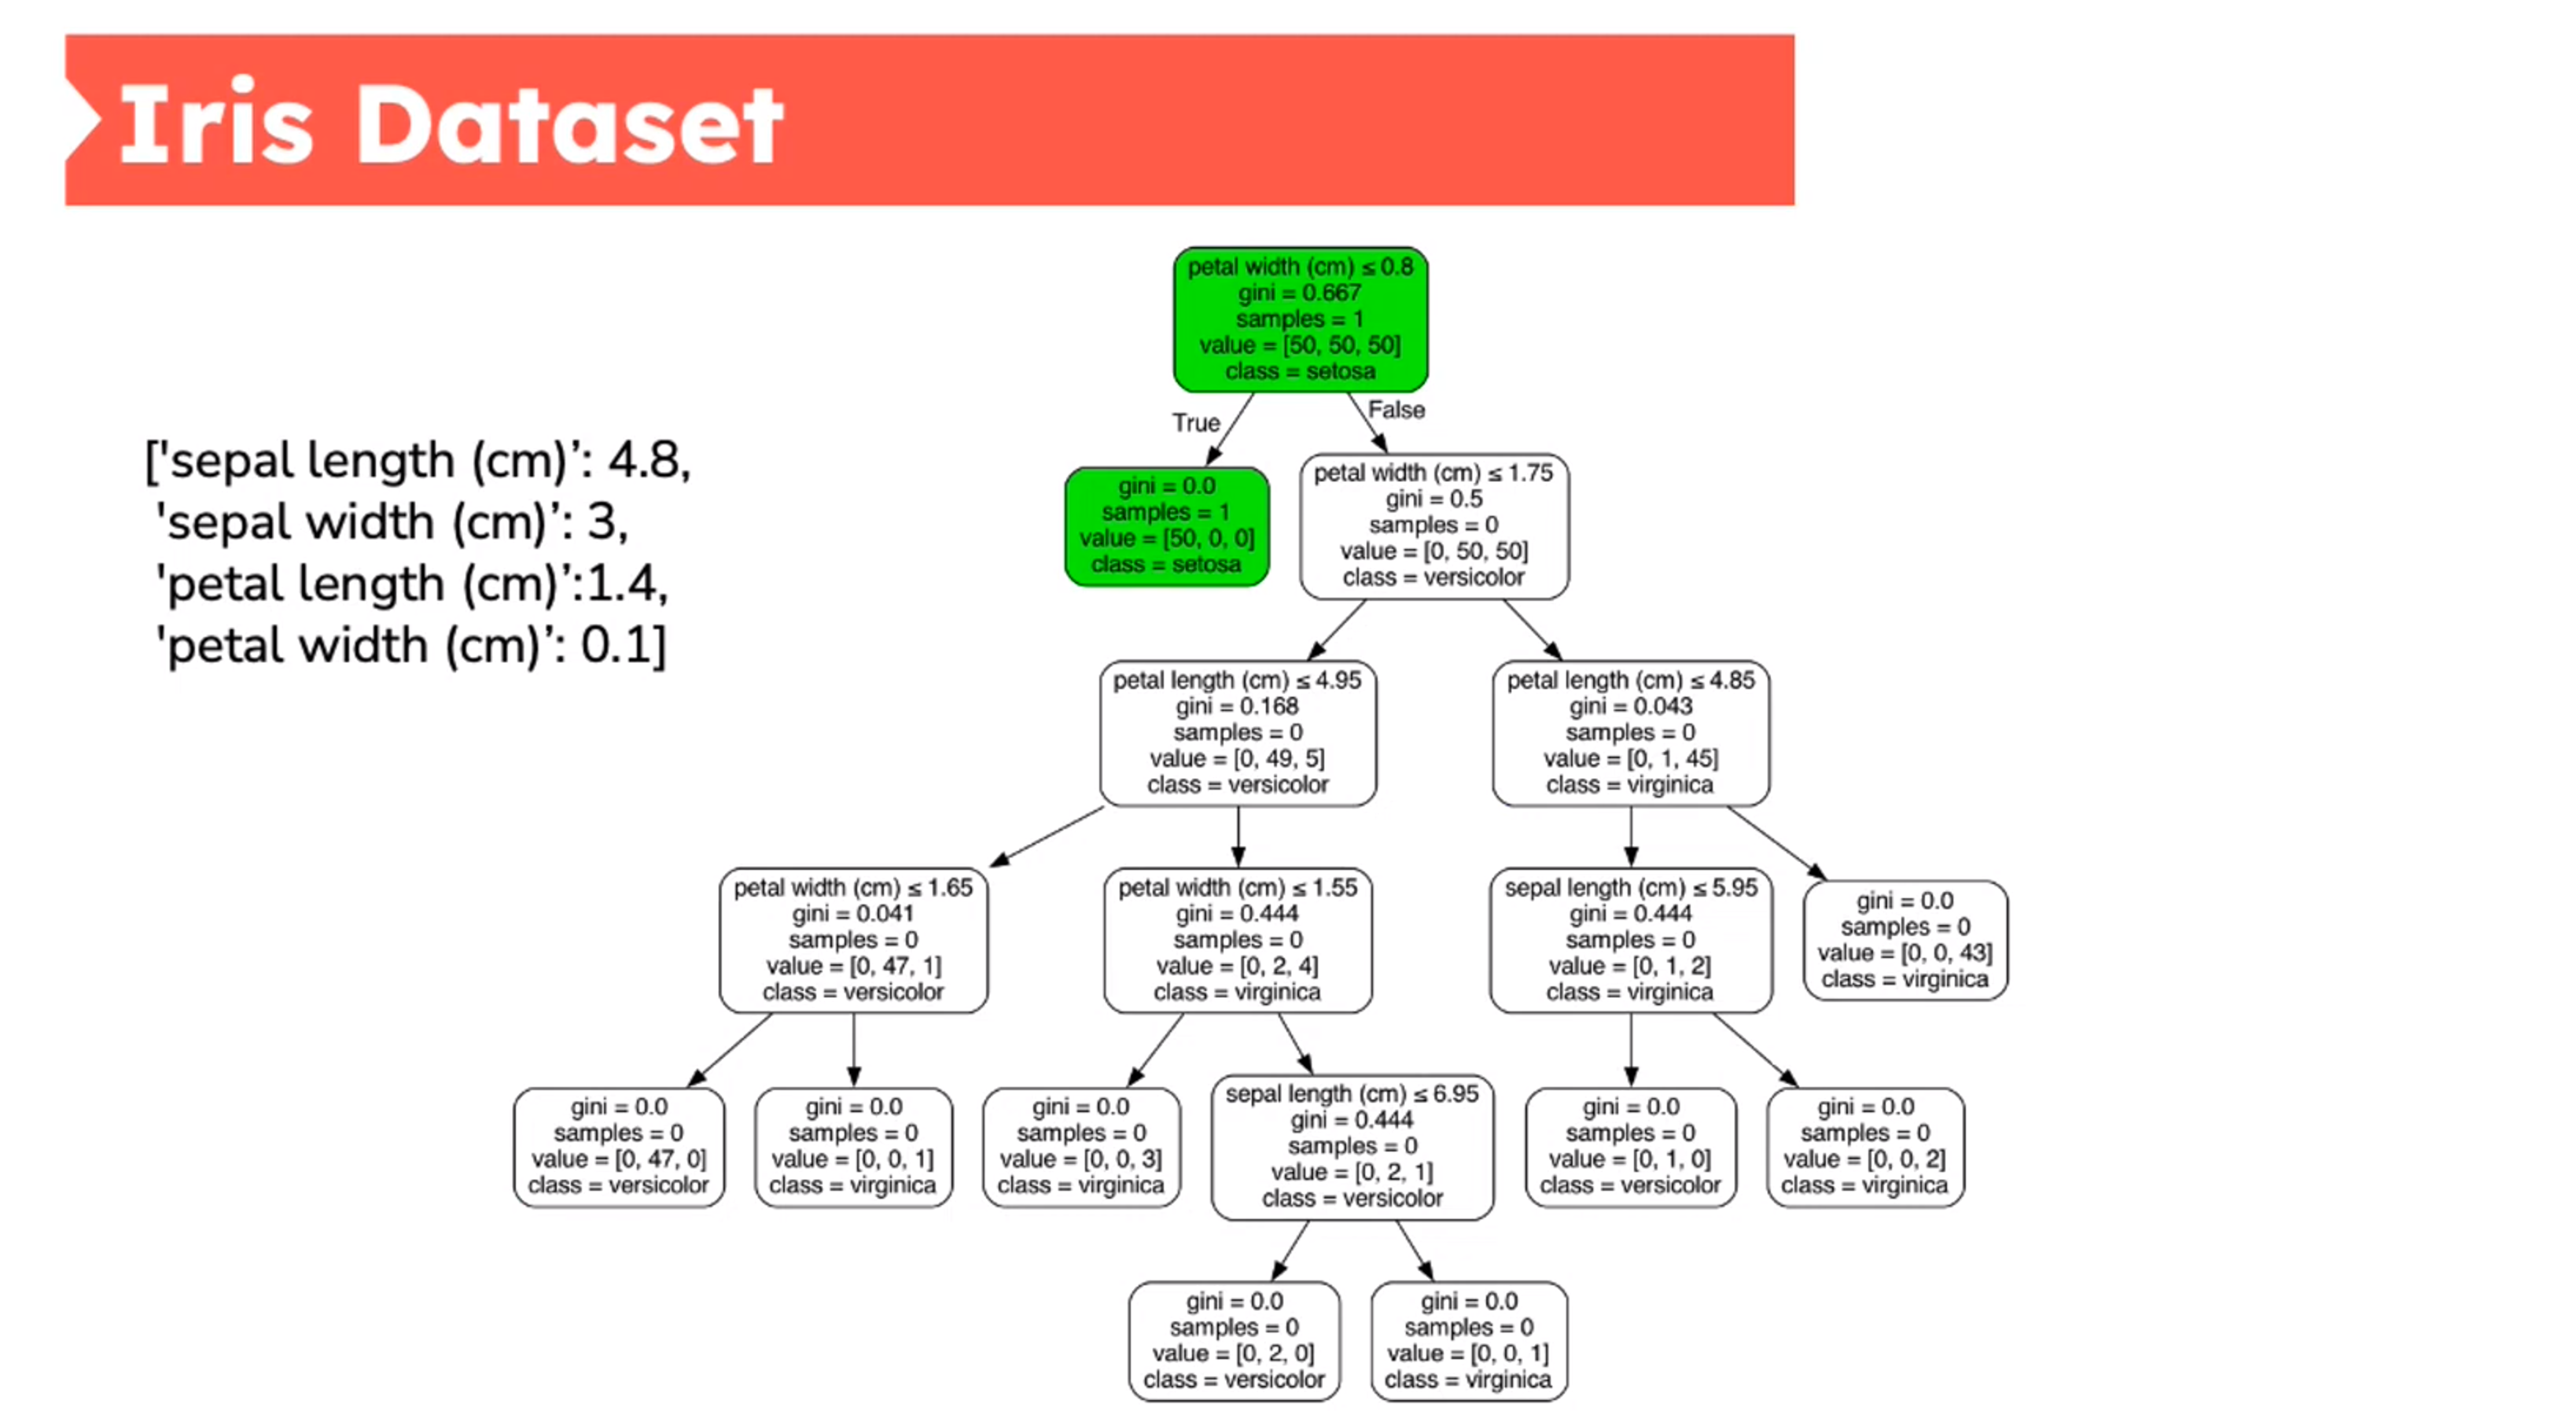 Iris Dataset
['sepal length (cm)’: 4.8,
'sepal width (cm)’: 3,
'petal length (cm)’:1.4,
'petal width (cm)’: 0.1]
petal width (cm) ≤ 0.8
gini = 0.667
samples = 1
value = [50, 50, 50]
class = setosa
True
False
gini = 0.0
samples = 1
value = [50, 0, 0]
class = setosa
petal width (cm) ≤ 1.75
gini = 0.5
samples = 0
value = [0, 50, 50]
class = versicolor
petal length (cm) ≤ 4.95
gini = 0.168
samples = 0
value = [0, 49, 5]
class = versicolor
petal length (cm) ≤ 4.85
gini = 0.043
samples = 0
value = [0, 1, 45]
class = virginica
petal width (cm) ≤ 1.65
gini = 0.041
samples = 0
value = [0, 47, 1]
class = versicolor
petal width (cm) ≤ 1.55
gini = 0.444
samples = 0
value = [0, 2, 4]
class = virginica
sepal length (cm) ≤ 5.95
gini = 0.444
samples = 0
value = [0, 1, 2]
class = virginica
gini = 0.0
samples = 0
value = [0, 0, 43]
class = virginica
gini = 0.0
samples = 0
value = [0, 47, 0]
class = versicolor
gini = 0.0
samples = 0
value = [0, 0, 1]
class = virginica
gini = 0.0
samples = 0
value = [0, 0, 3]
class = virginica
sepal length (cm) ≤ 6.95
gini = 0.444
samples = 0
value = [0, 2, 1]
class = versicolor
gini = 0.0
samples = 0
value = [0, 1, 0]
class = versicolor
gini = 0.0
samples = 0
value = [0, 0, 2]
class = virginica
gini = 0.0
samples = 0
value = [0, 2, 0]
class = versicolor
gini = 0.0
samples = 0
value = [0, 0, 1]
class = virginica